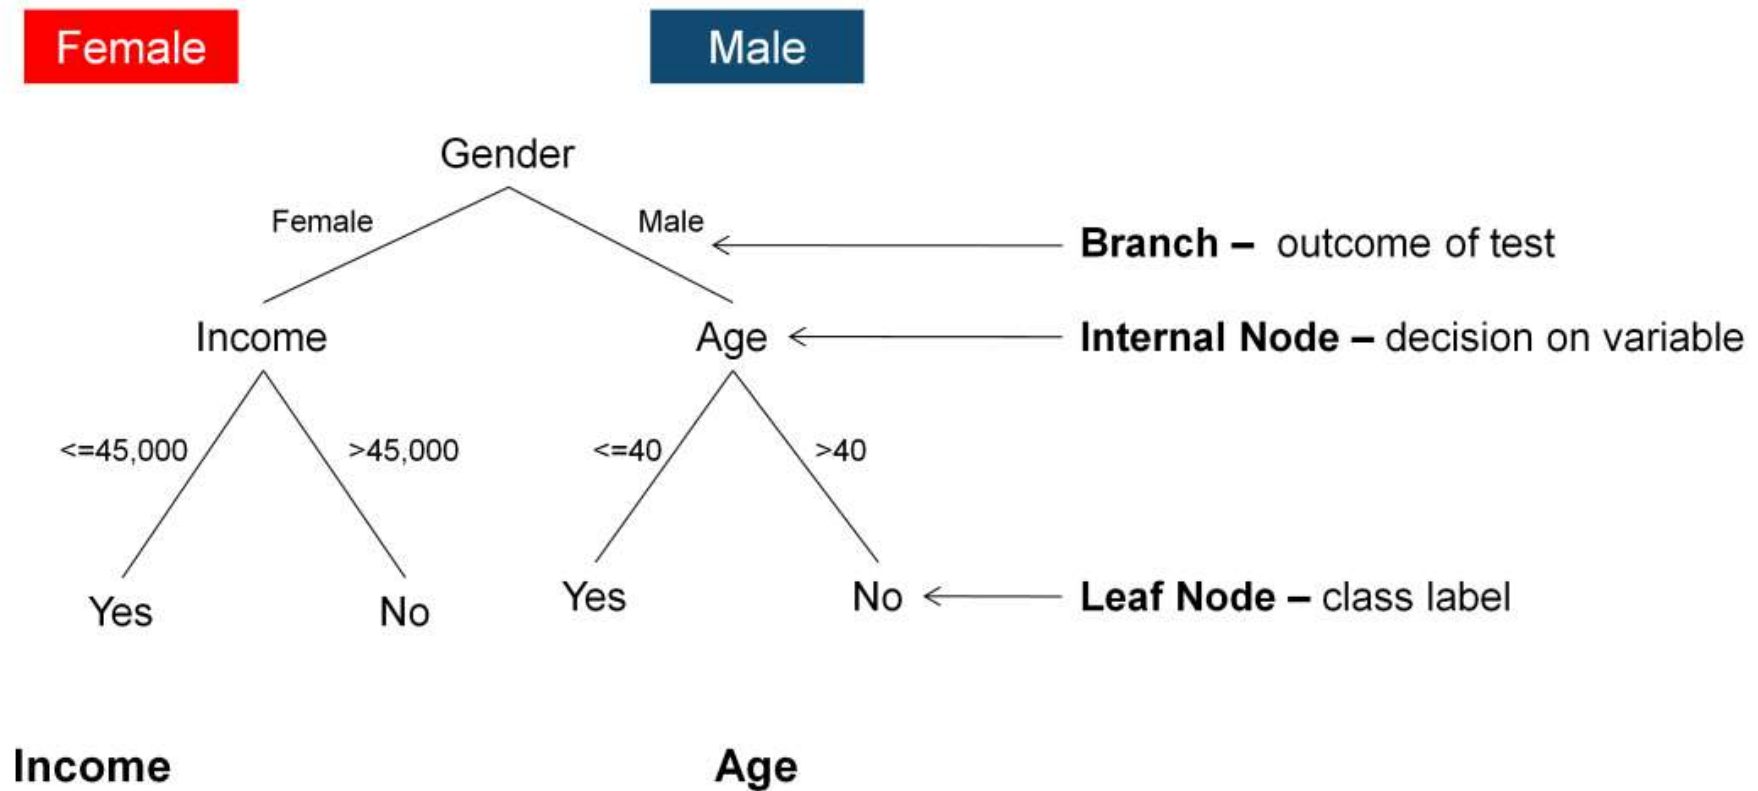 Female Male
Gender
Female Male
Branch – outcome of test
Income Age
Internal Node – decision on variable
<=45,000 >45,000 <=40 >40
Yes No Yes No
Leaf Node – class label
Income Age